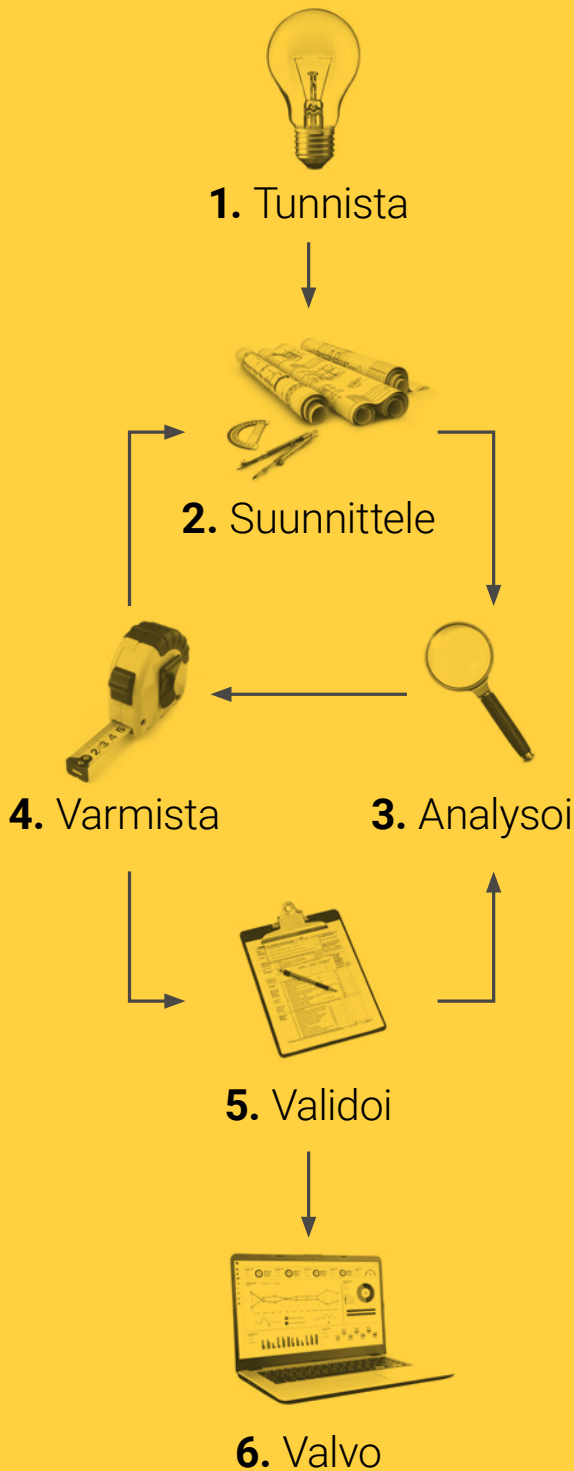 1. Tunnista
2. Suunnittele
4. Varmista
3. Analysoi
5. Validoi
6. Valvo